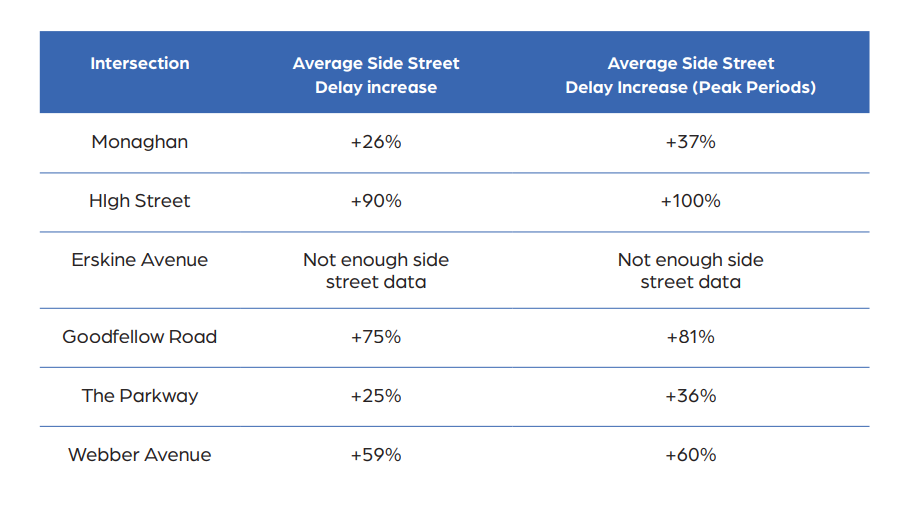 Intersection
Average Side Street
Delay increase
Average Side Street
Delay Increase (Peak Periods)
Monaghan +26% +37%
HIgh Street +90% +100%
Erskine Avenue
Not enough side
street data
Not enough side
street data
Goodfellow Road +75% +81%
The Parkway +25% +36%
Webber Avenue +59% +60%